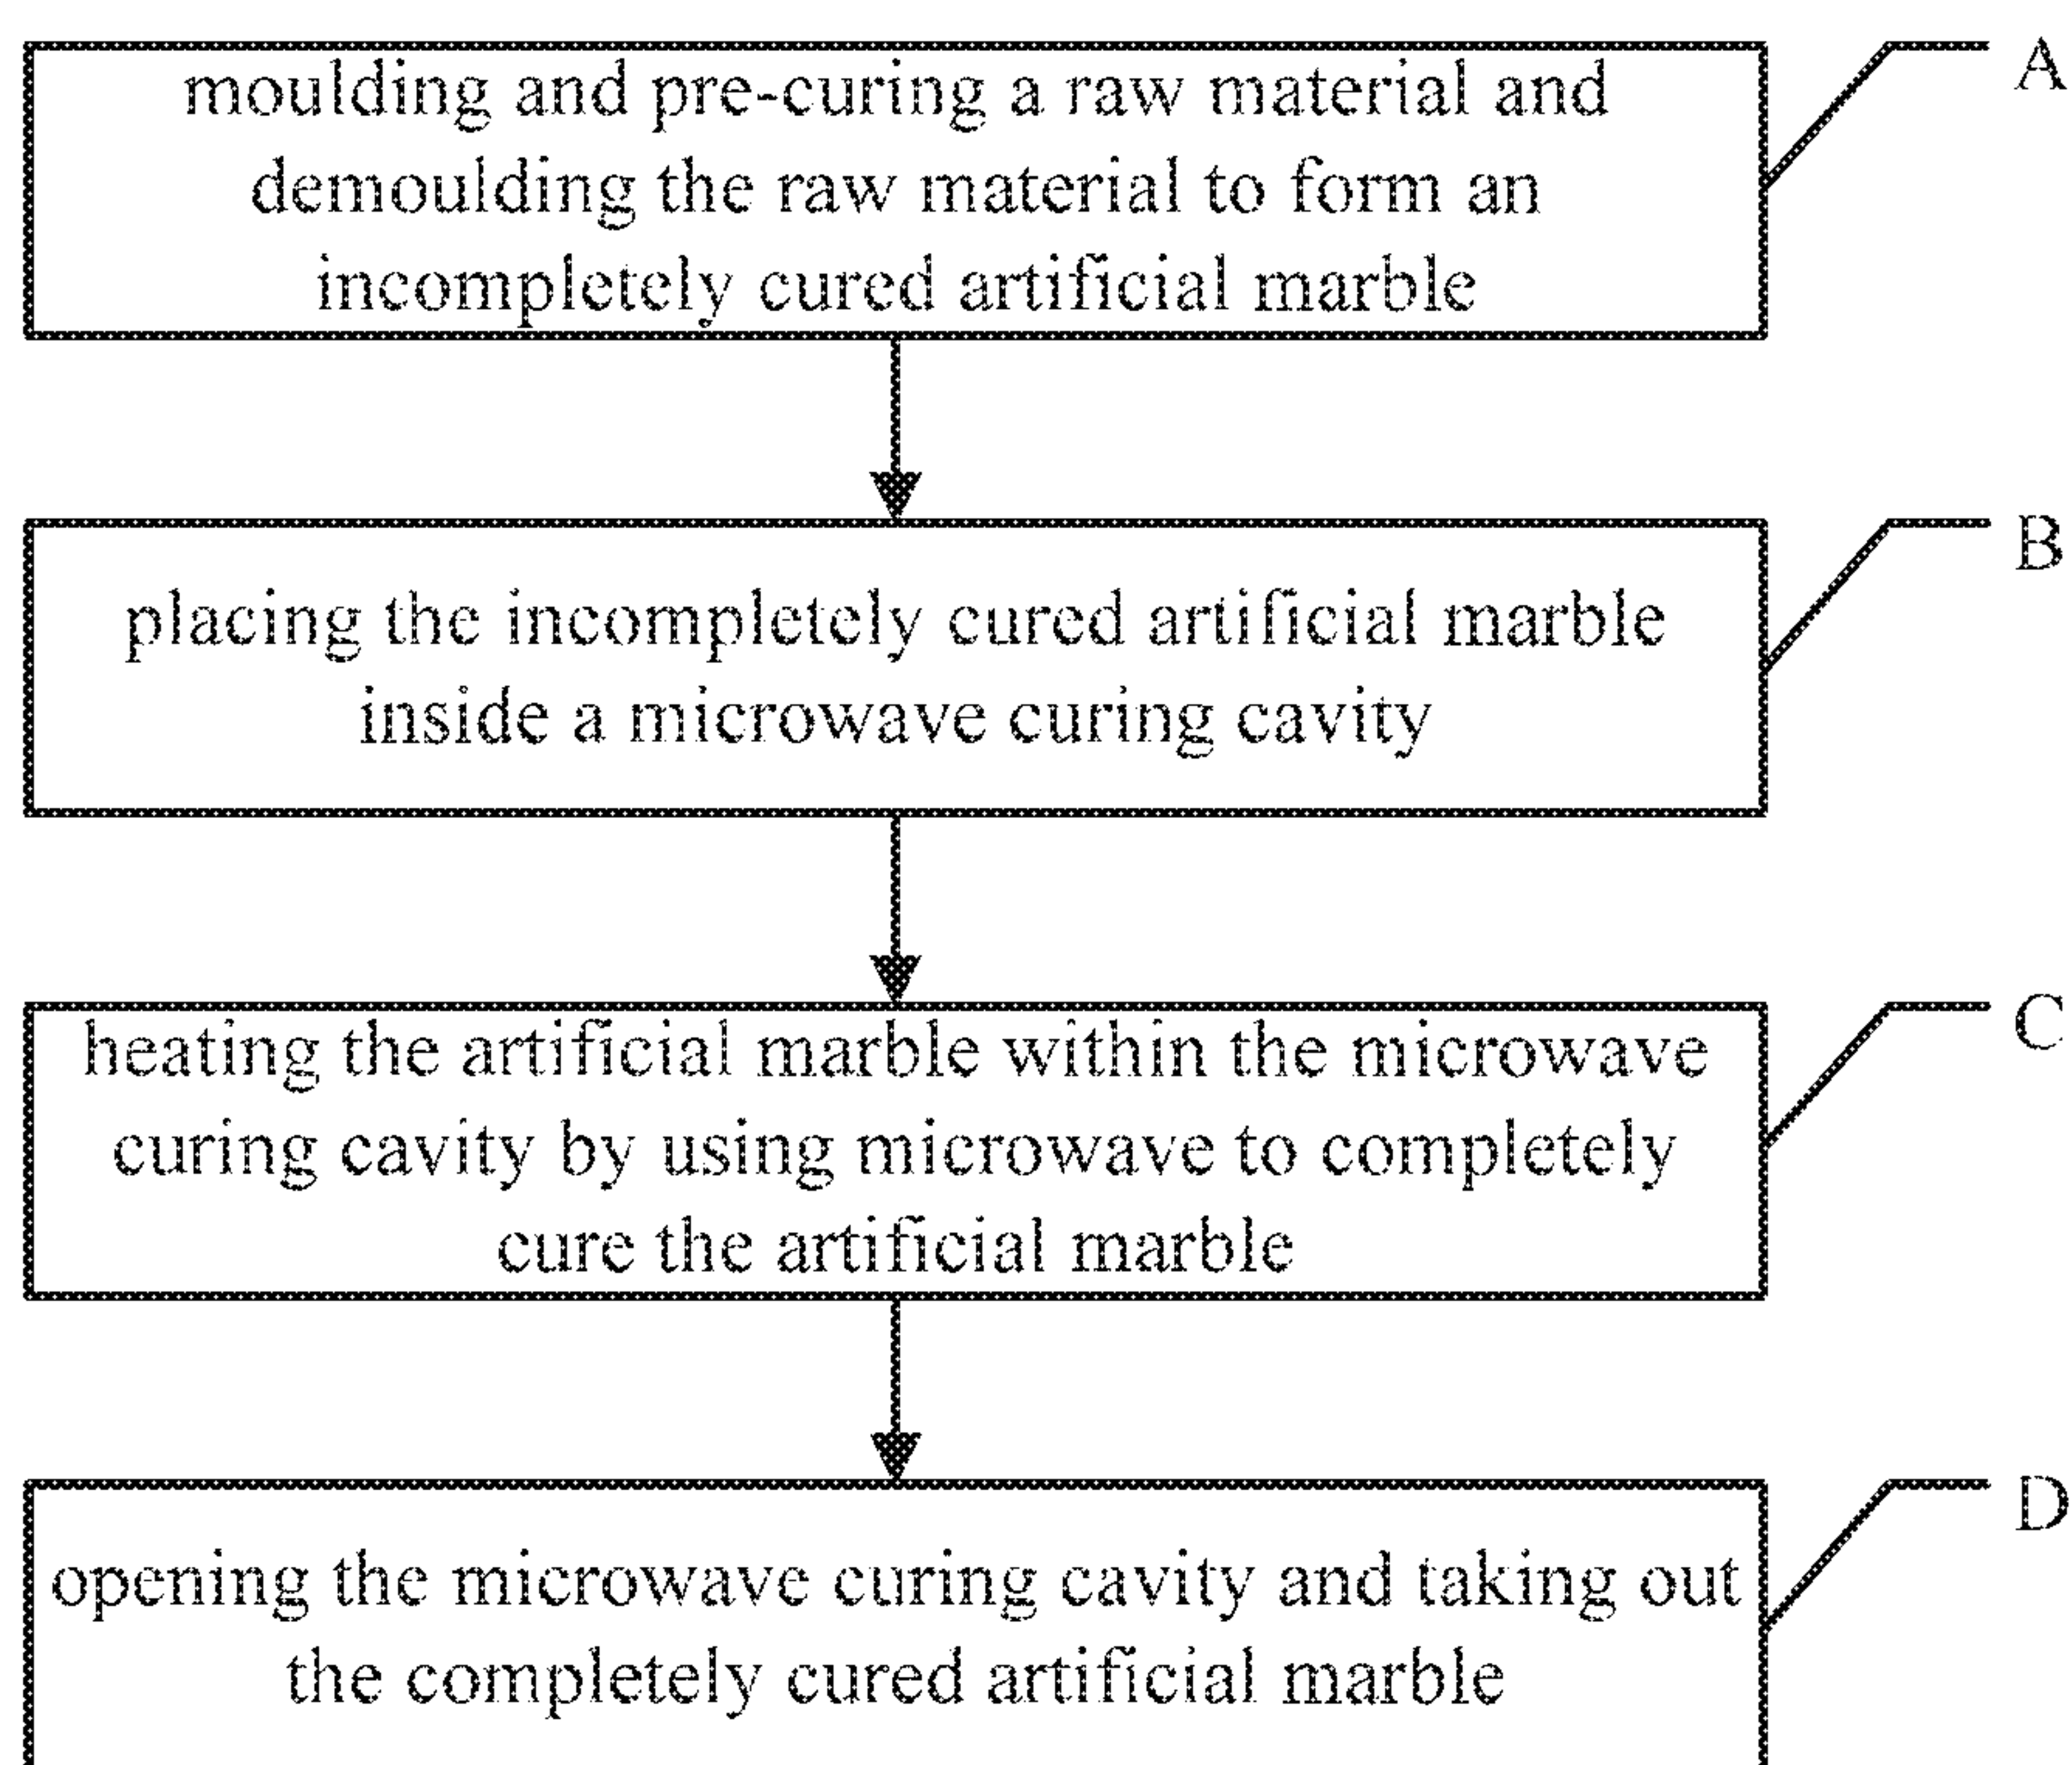 moulding and pre-curing a raw material and
demoulding the raw material to form an
incompletely cured artificial marble
A
placing the incompletely cured artificial marble
inside a microwave curing cavity
B
heating the artificial marble within the microwave
curing cavity by using microwave to completely
cure the artificial marble
C
opening the microwave curing cavity and taking out
the completely cured artificial marble
D